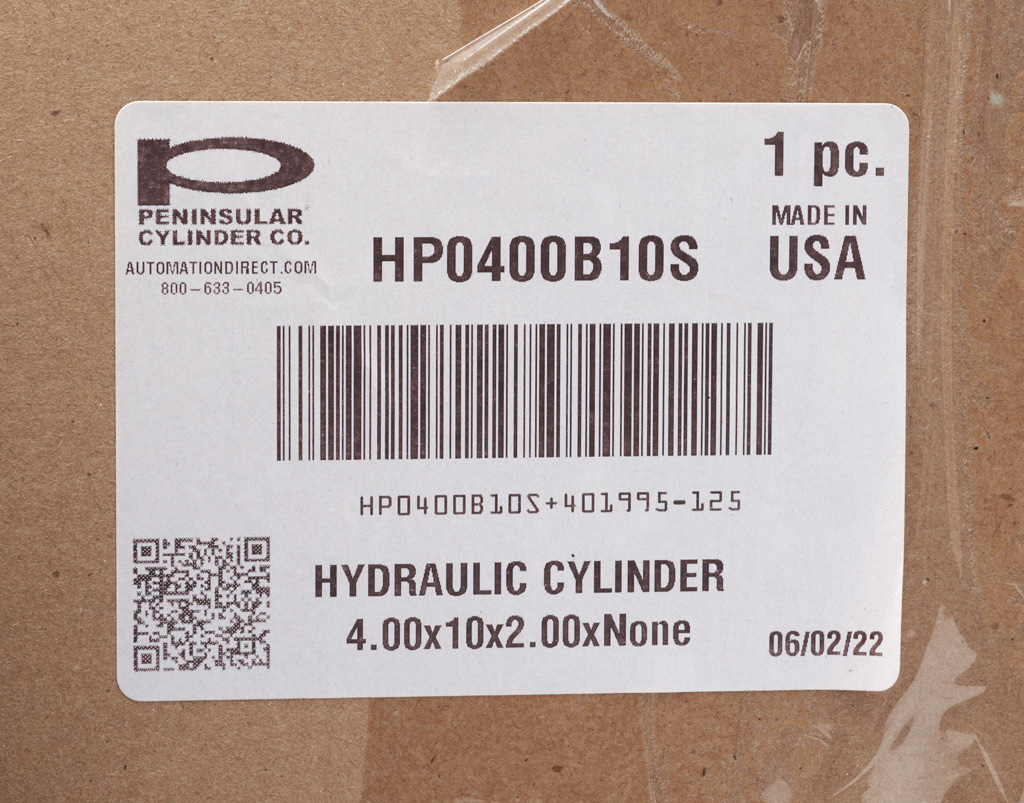 PENINSULAR
CYLINDER CO.
AUTOMATIONDIRECT.COM
800-633-0405
1 pc.
MADE IN
USA
HP0400B10S
HP0400B10S+401995-125
HYDRAULIC CYLINDER
4.00x10x2.00xNone
06/02/22